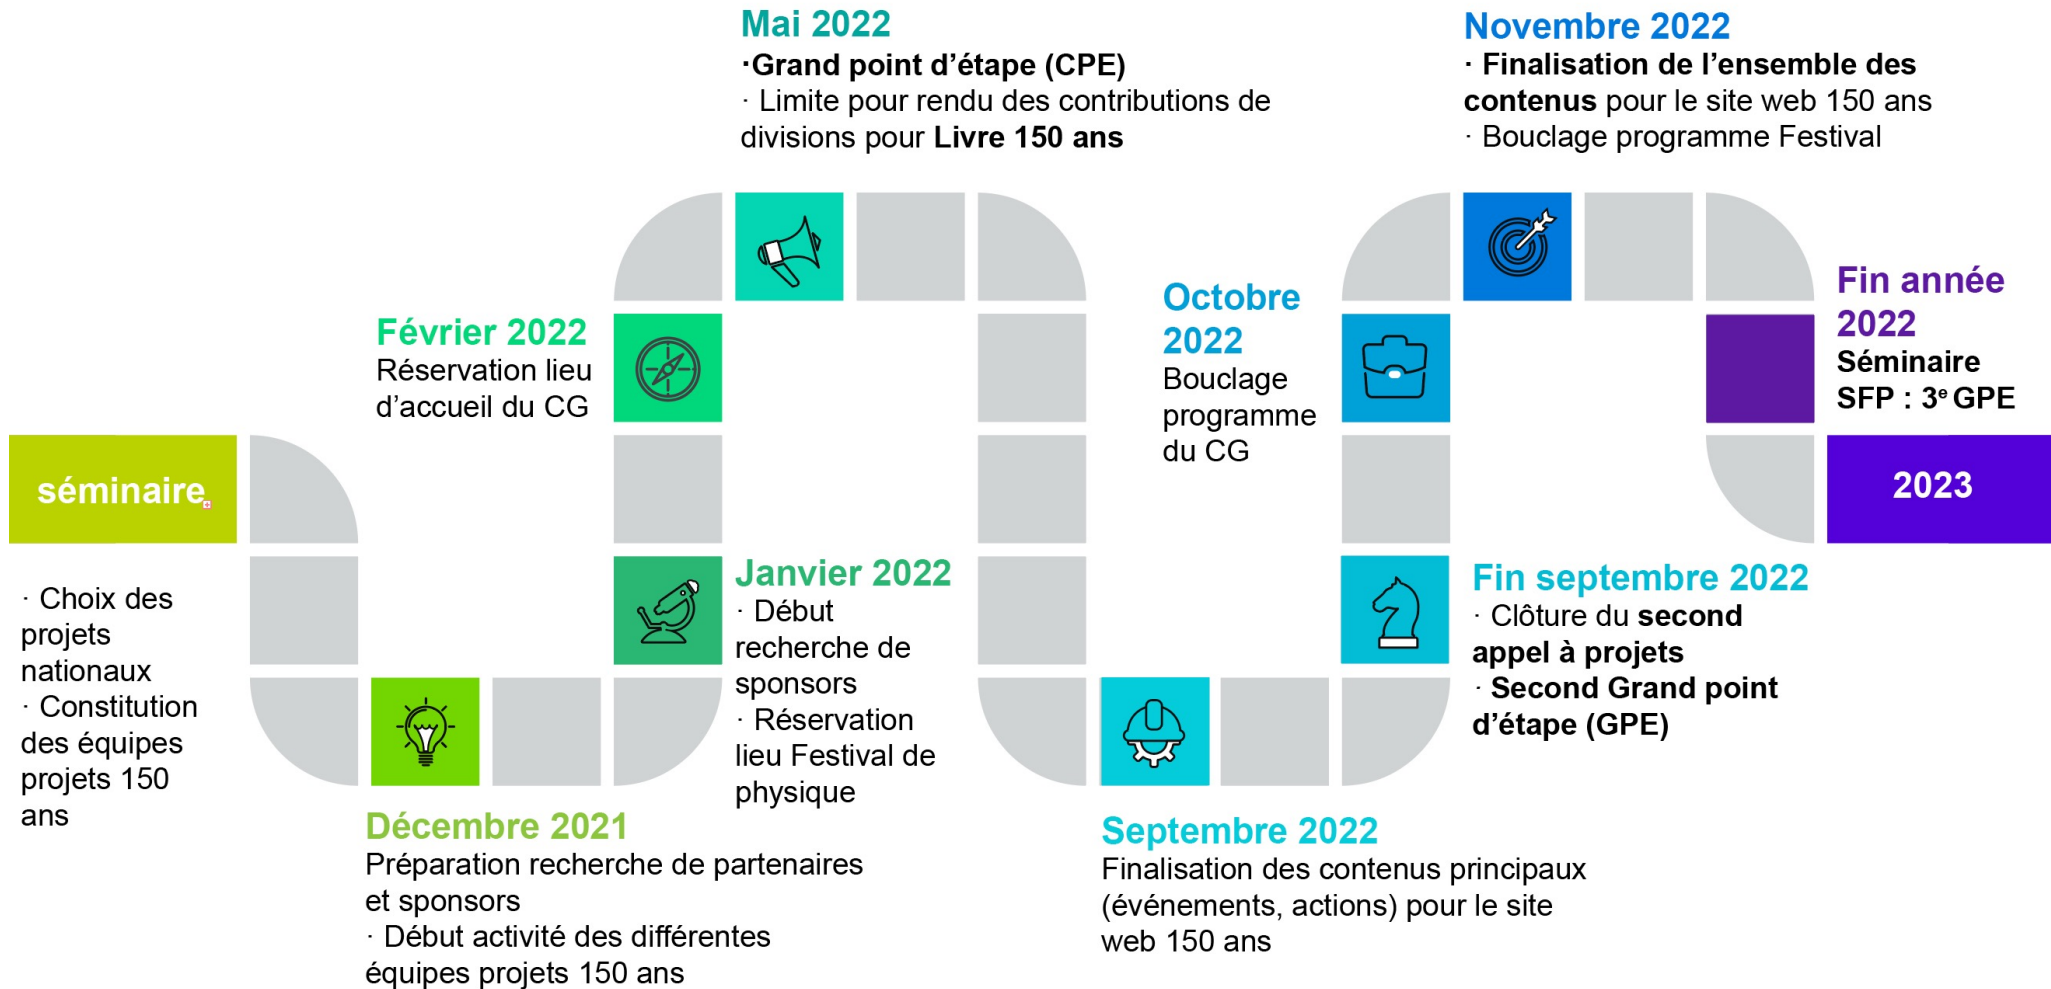 séminaire
· Choix des
projets
nationaux
· Constitution
des équipes
projets 150
ans
Décembre 2021
Préparation recherche de partenaires
et sponsors
· Début activité des différentes
équipes projets 150 ans
Janvier 2022
· Début
recherche de
sponsors
· Réservation
lieu Festival de
physique
Février 2022
Réservation lieu
d’accueil du CG
Mai 2022
·Grand point d’étape (CPE)
· Limite pour rendu des contributions de
divisions pour Livre 150 ans
Septembre 2022
Finalisation des contenus principaux
(événements, actions) pour le site
web 150 ans
Fin septembre 2022
· Clôture du second
appel à projets
· Second Grand point
d’étape (GPE)
Octobre
2022
Bouclage
programme
du CG
Novembre 2022
· Finalisation de l’ensemble des
contenus pour le site web 150 ans
· Bouclage programme Festival
Fin année
2022
Séminaire
SFP : 3e GPE
2023